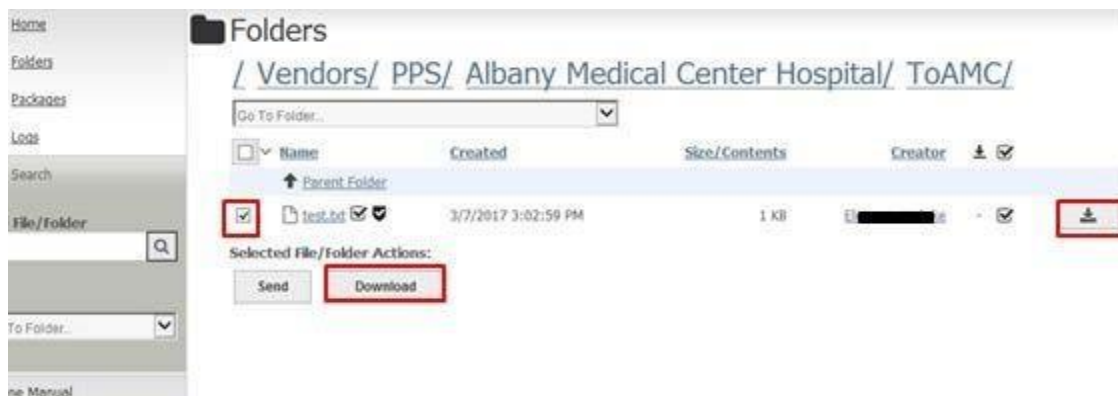 Home
Folders
Packages
Logs
Search
File/Folder
To Folder..
ne Manual
Folders
/ Vendors/ PPS/ Albany Medical Center Hospital/ ToAMC/
Go To Folder..
Name Created Size/Contents Creator
Parent Folder
test.txt 3/7/2017 3:02:59 PM 1 KB -
Selected File/Folder Actions:
Send Download